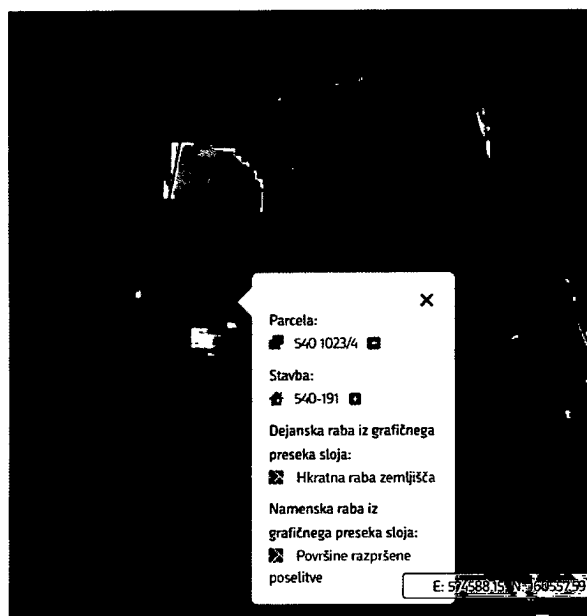 Parcela:
540 1023/4
Stavba:
540-191
Dejanska raba iz grafičnega
preseka sloja:
Hkratna raba zemljišča
Namenska raba iz
grafičnega preseka sloja:
Površine razpršene
poselitve
E: